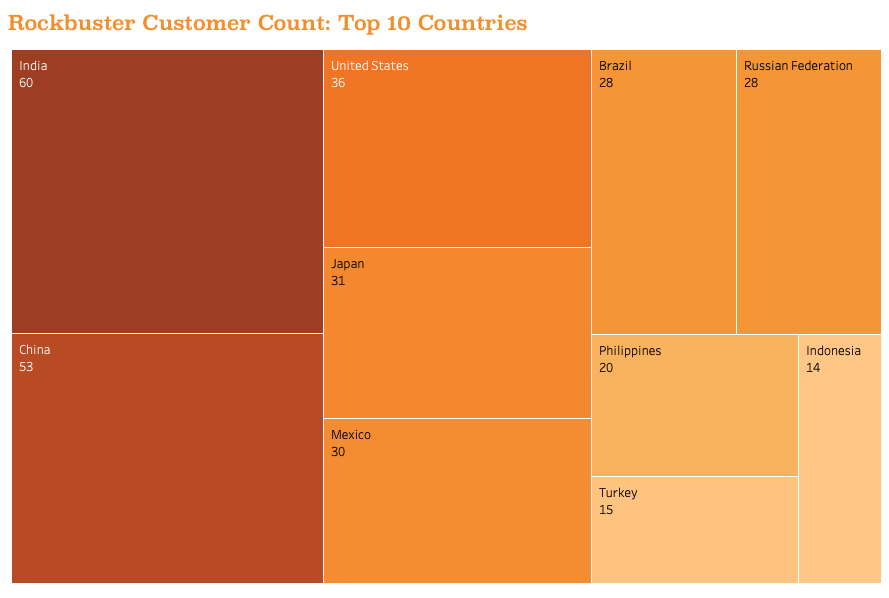 Rockbuster Customer Count: Top 10 Countries
India
60
China
53
United States
36
Japan
31
Mexico
30
Brazil
28
Russian Federation
28
Philippines
20
Turkey
15
Indonesia
14